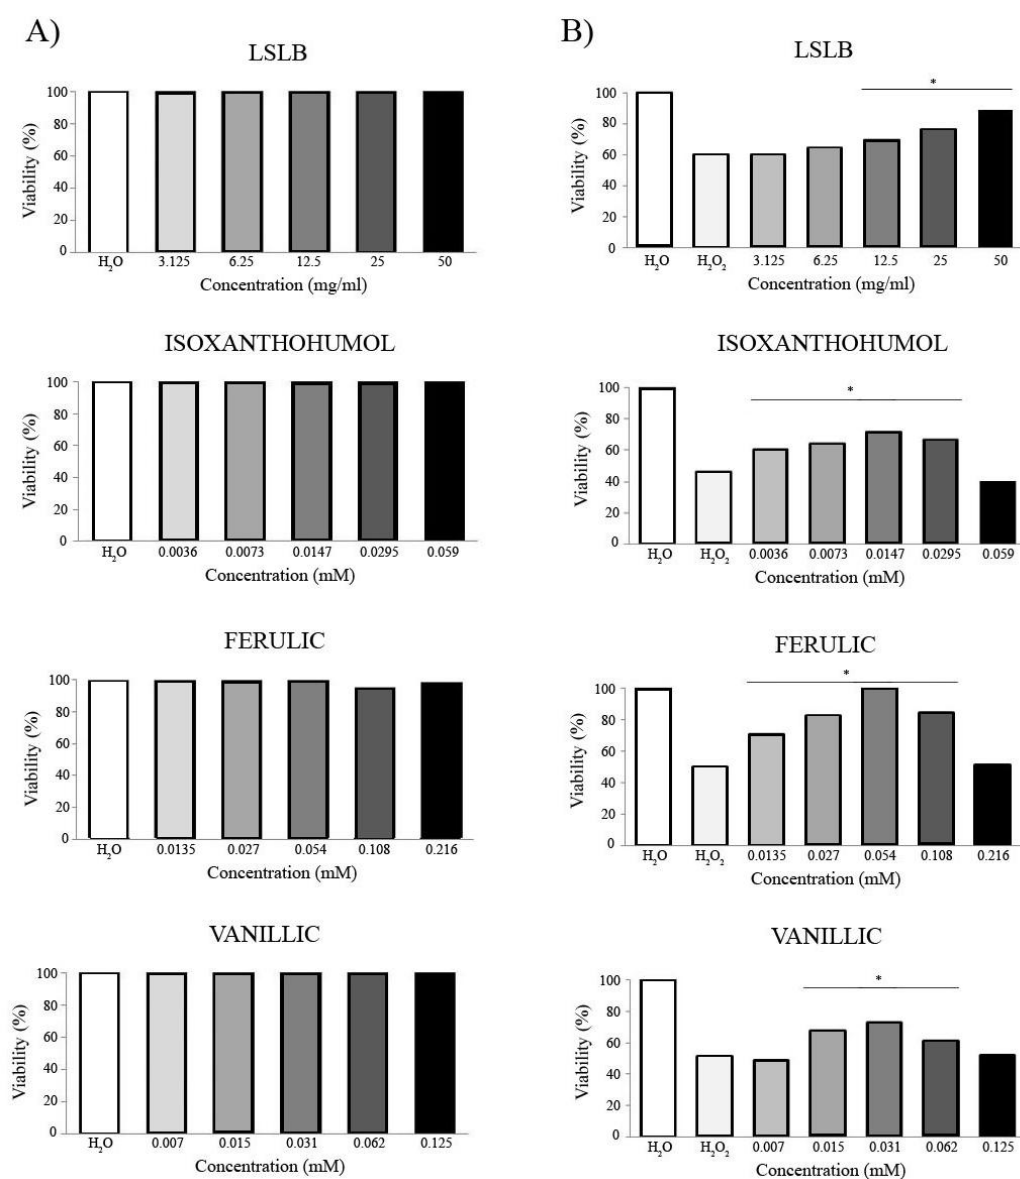 A)
LSLB
Viability (%)
100
80
60
40
20
0
H₂O 3.125 6.25 12.5 25 50
Concentration (mg/ml)
ISOXANTHOHUMOL
Viability (%)
100
80
60
40
20
0
H₂O 0.0036 0.0073 0.0147 0.0295 0.059
Concentration (mM)
FERULIC
Viability (%)
100
80
60
40
20
0
H₂O 0.0135 0.027 0.054 0.108 0.216
Concentration (mM)
VANILLIC
Viability (%)
100
80
60
40
20
0
H₂O 0.007 0.015 0.031 0.062 0.125
Concentration (mM)
B)
LSLB
*
Viability (%)
100
80
60
40
20
0
H₂O H₂O₂ 3.125 6.25 12.5 25 50
Concentration (mg/ml)
ISOXANTHOHUMOL
*
Viability (%)
100
80
60
40
20
0
H₂O H₂O₂ 0.0036 0.0073 0.0147 0.0295 0.059
Concentration (mM)
FERULIC
*
Viability (%)
100
80
60
40
20
0
H₂O H₂O₂ 0.0135 0.027 0.054 0.108 0.216
Concentration (mM)
VANILLIC
*
Viability (%)
100
80
60
40
20
0
H₂O H₂O₂ 0.007 0.015 0.031 0.062 0.125
Concentration (mM)